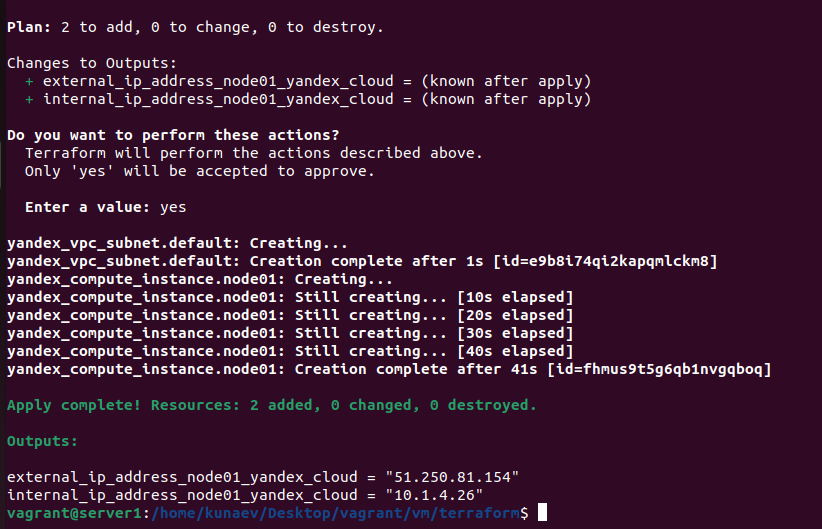 Plan: 2 to add, 0 to change, 0 to destroy.
Changes to Outputs:
  + external_ip_address_node01_yandex_cloud = (known after apply)
  + internal_ip_address_node01_yandex_cloud = (known after apply)
Do you want to perform these actions?
  Terraform will perform the actions described above.
  Only 'yes' will be accepted to approve.
  Enter a value: yes
yandex_vpc_subnet.default: Creating...
yandex_vpc_subnet.default: Creation complete after 1s [id=e9b8i74qi2kapqmlckm8]
yandex_compute_instance.node01: Creating...
yandex_compute_instance.node01: Still creating... [10s elapsed]
yandex_compute_instance.node01: Still creating... [20s elapsed]
yandex_compute_instance.node01: Still creating... [30s elapsed]
yandex_compute_instance.node01: Still creating... [40s elapsed]
yandex_compute_instance.node01: Creation complete after 41s [id=fhmus9t5g6qb1nvgqboq]
Apply complete! Resources: 2 added, 0 changed, 0 destroyed.
Outputs:
external_ip_address_node01_yandex_cloud = "51.250.81.154"
internal_ip_address_node01_yandex_cloud = "10.1.4.26"
vagrant@server1:/home/kunaev/Desktop/vagrant/vm/terraform$